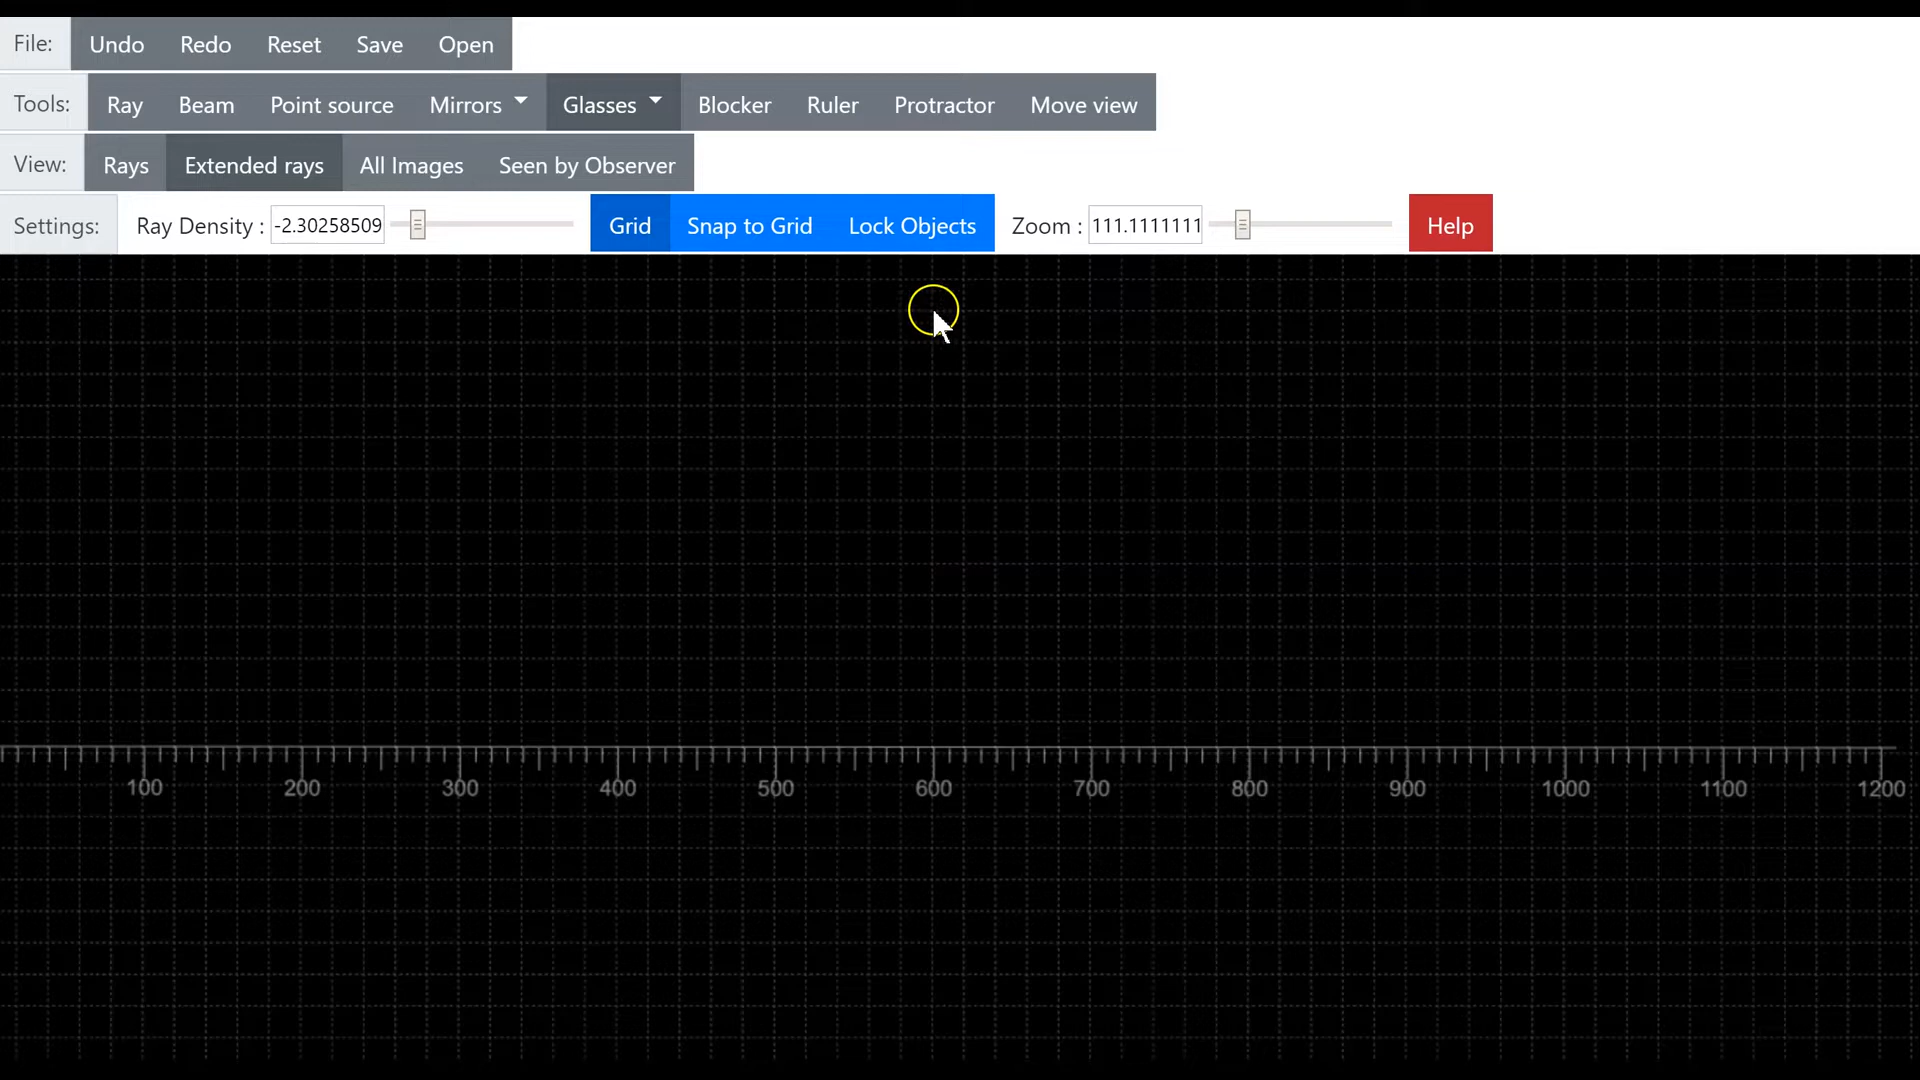 File: Undo Redo Reset Save Open
Tools: Ray Beam Point source Mirrors Glasses Blocker Ruler Protractor Move view
View: Rays Extended rays All Images Seen by Observer
Settings: Ray Density : -2.30258509 Grid Snap to Grid Lock Objects Zoom : 111.1111111 Help
100 200 300 400 500 600 700 800 900 1000 1100 1200